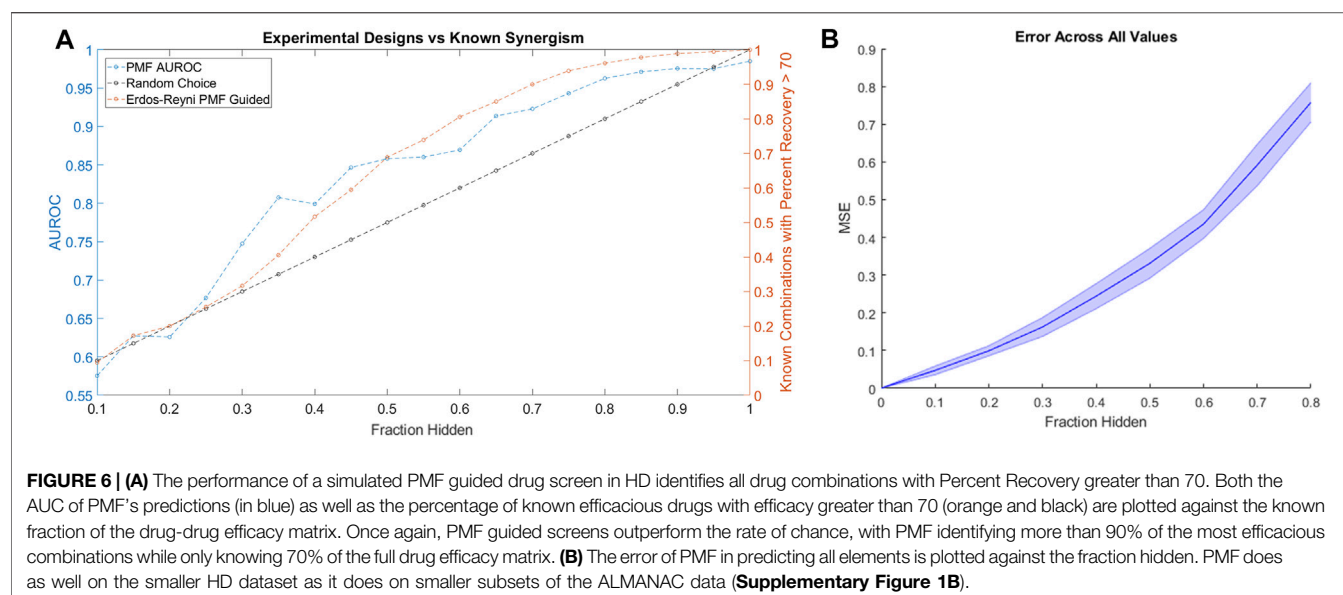 A
Experimental Designs vs Known Synergism
PMF AUROC
Random Choice
Erdos-Reyni PMF Guided
1
0.95
0.9
0.85
0.8
0.75
0.7
0.65
0.6
0.55
AUROC
1
0.9
0.8
0.7
0.6
0.5
0.4
0.3
0.2
0.1
0
Known Combinations with Percent Recovery > 70
0.1 0.2 0.3 0.4 0.5 0.6 0.7 0.8 0.9 1
Fraction Hidden
B
Error Across All Values
0.9
0.8
0.7
0.6
0.5
0.4
0.3
0.2
0.1
0
MSE
0 0.1 0.2 0.3 0.4 0.5 0.6 0.7 0.8
Fraction Hidden
FIGURE 6 | (A) The performance of a simulated PMF guided drug screen in HD identifies all drug combinations with Percent Recovery greater than 70. Both the
AUC of PMF's predictions (in blue) as well as the percentage of known efficacious drugs with efficacy greater than 70 (orange and black) are plotted against the known
fraction of the drug-drug efficacy matrix. Once again, PMF guided screens outperform the rate of chance, with PMF identifying more than 90% of the most efficacious
combinations while only knowing 70% of the full drug efficacy matrix. (B) The error of PMF in predicting all elements is plotted against the fraction hidden. PMF does
as well on the smaller HD dataset as it does on smaller subsets of the ALMANAC data (Supplementary Figure 1B).